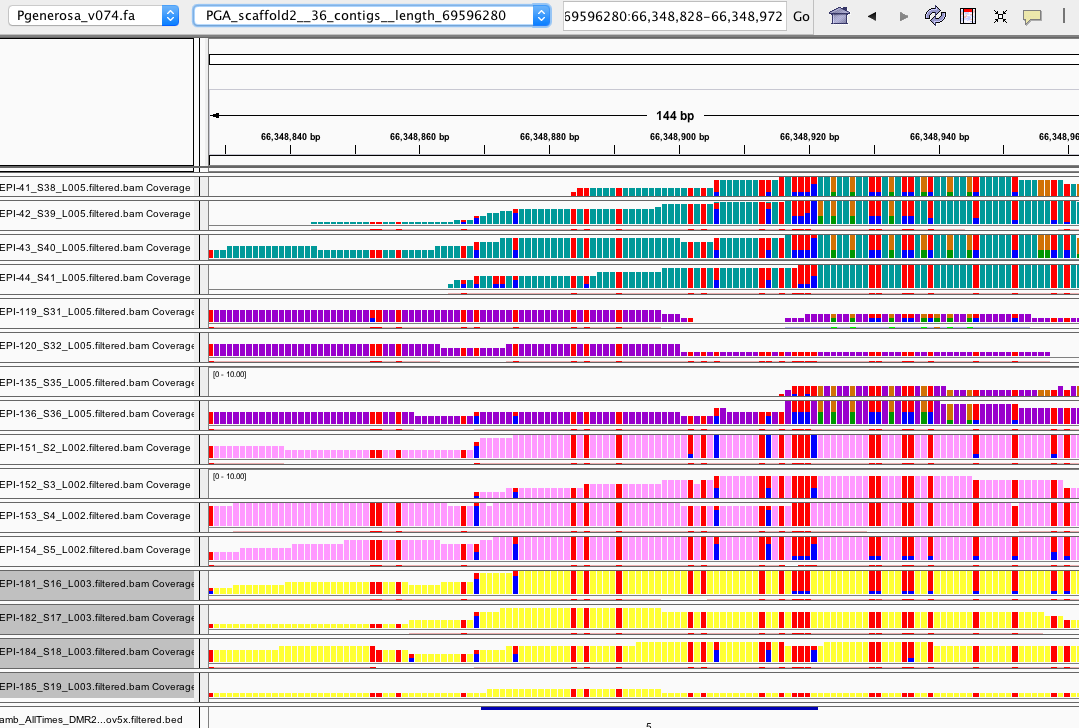 Pgenerosa_v074.fa PGA_scaffold2__36_contigs__length_69596280 69596280:66,348,828-66,348,972 Go
144 bp
66,348,840 bp 66,348,860 bp 66,348,880 bp 66,348,900 bp 66,348,920 bp 66,348,940 bp 66,348,96
EPI-41_S38_L005.filtered.bam Coverage
EPI-42_S39_L005.filtered.bam Coverage
EPI-43_S40_L005.filtered.bam Coverage
EPI-44_S41_L005.filtered.bam Coverage
EPI-119_S31_L005.filtered.bam Coverage
EPI-120_S32_L005.filtered.bam Coverage
[0 - 10.00]
EPI-135_S35_L005.filtered.bam Coverage
EPI-136_S36_L005.filtered.bam Coverage
EPI-151_S2_L002.filtered.bam Coverage
[0 - 10.00]
EPI-152_S3_L002.filtered.bam Coverage
EPI-153_S4_L002.filtered.bam Coverage
EPI-154_S5_L002.filtered.bam Coverage
EPI-181_S16_L003.filtered.bam Coverage
EPI-182_S17_L003.filtered.bam Coverage
EPI-184_S18_L003.filtered.bam Coverage
EPI-185_S19_L003.filtered.bam Coverage
amb_AllTimes_DMR2...ov5x.filtered.bed
5